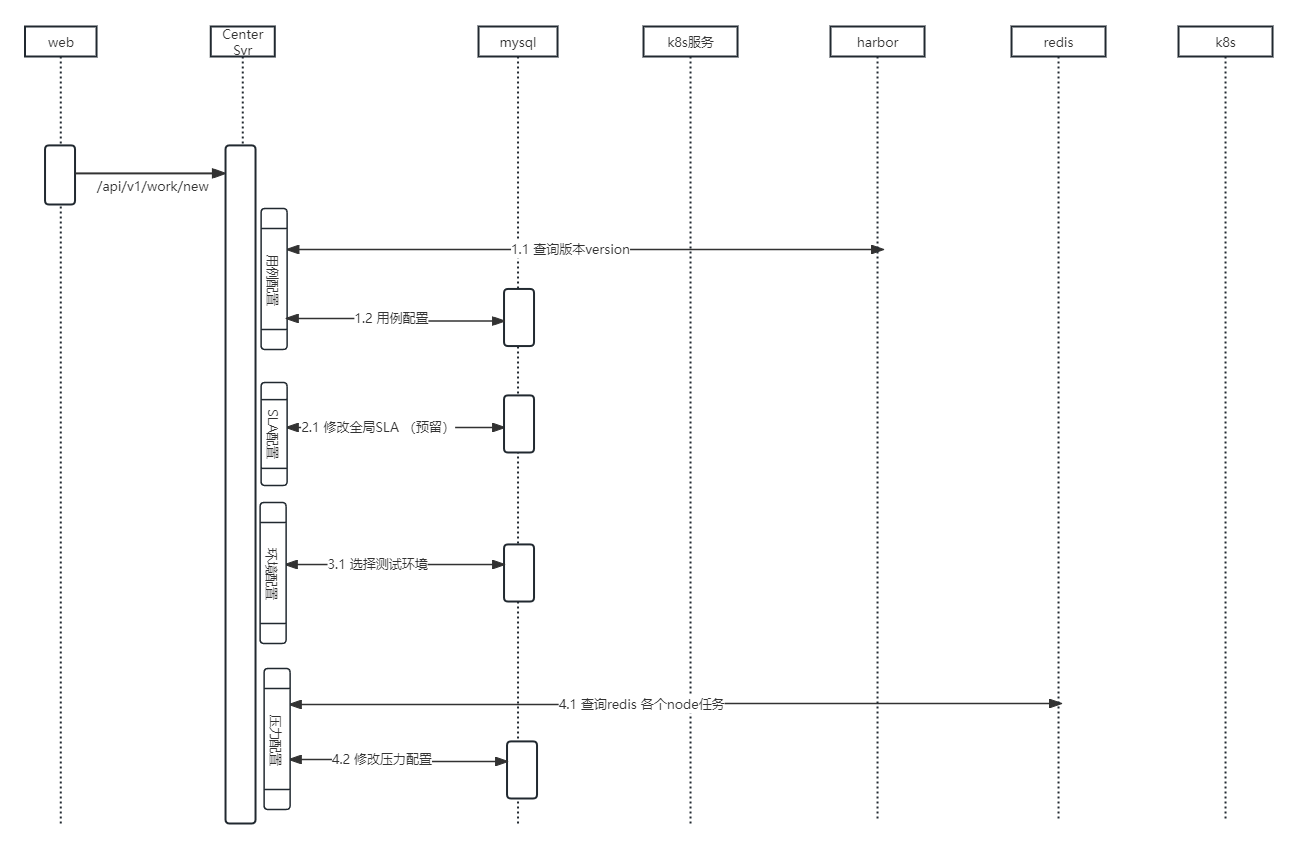 web
Center
Svr
mysql
k8s服务
harbor
redis
k8s
/api/v1/work/new
用例配置
1.1 查询版本version
1.2 用例配置
SLA配置
2.1 修改全局SLA （预留）
环境配置
3.1 选择测试环境
压力配置
4.1 查询redis 各个node任务
4.2 修改压力配置